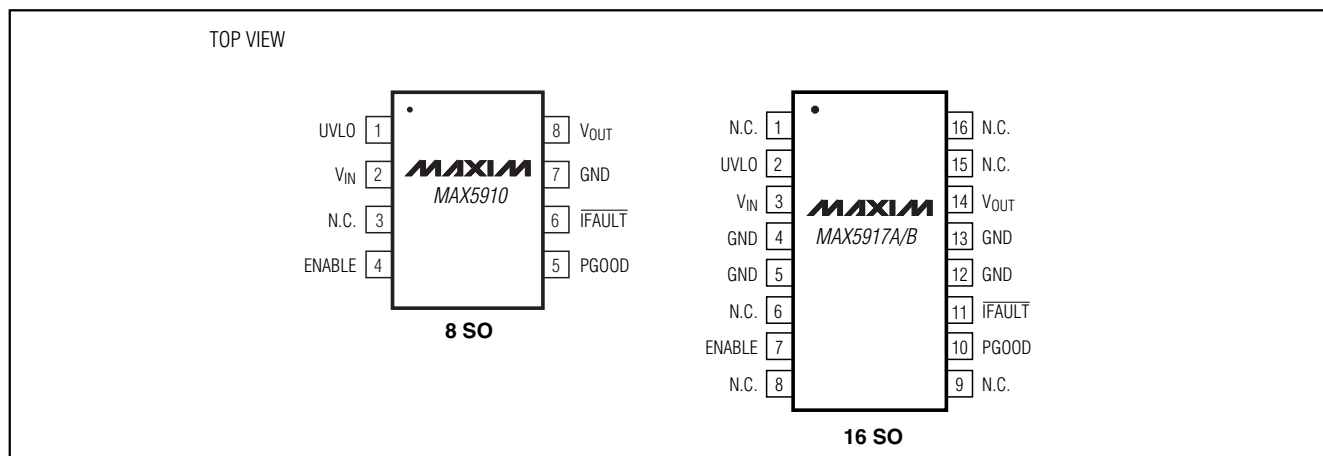 TOP VIEW
UVLO 1
VIN 2
N.C. 3
ENABLE 4
8 VOUT
7 GND
6 IFAULT
5 PGOOD
MAXIM
MAX5910
8 SO
N.C. 1
UVLO 2
VIN 3
GND 4
GND 5
N.C. 6
ENABLE 7
N.C. 8
16 N.C.
15 N.C.
14 VOUT
13 GND
12 GND
11 IFAULT
10 PGOOD
9 N.C.
MAXIM
MAX5917A/B
16 SO